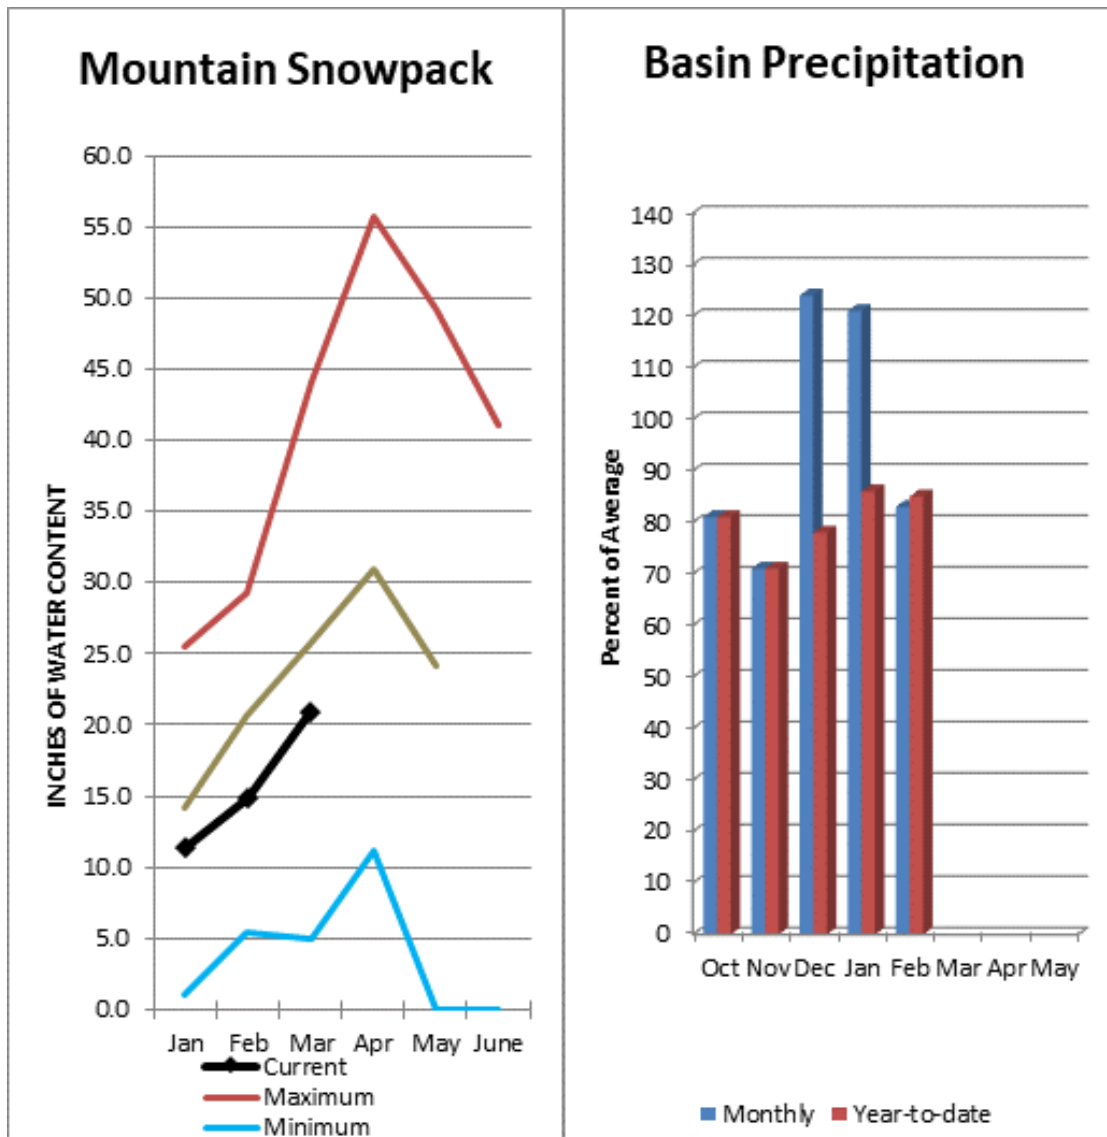 Mountain Snowpack
60.0
55.0
50.0
45.0
40.0
35.0
30.0
25.0
20.0
15.0
10.0
5.0
0.0
INCHES OF WATER CONTENT
Jan Feb Mar Apr May June
Current
Maximum
Minimum
Basin Precipitation
140
130
120
110
100
90
80
70
60
50
40
30
20
10
0
Percent of Average
Oct Nov Dec Jan Feb Mar Apr May
Monthly Year-to-date